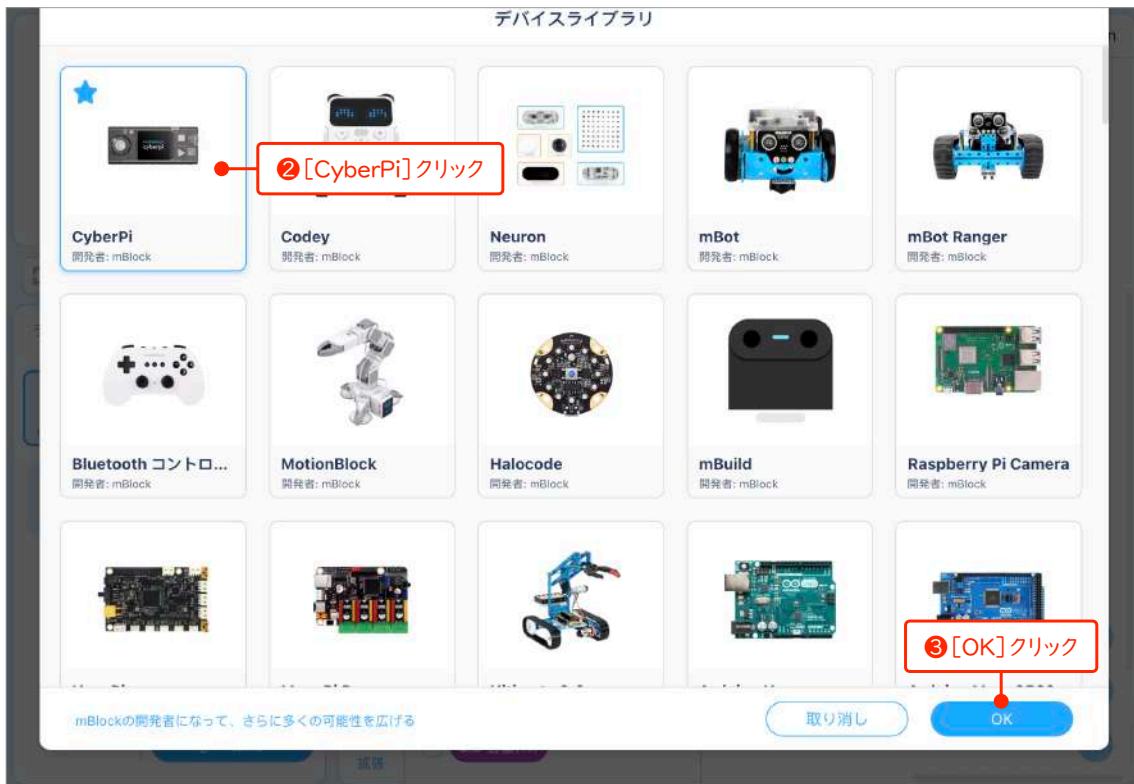 デバイスライブラリ
❷[CyberPi]クリック
CyberPi
開発者: mBlock
Codey
開発者: mBlock
Neuron
開発者: mBlock
mBot
開発者: mBlock
mBot Ranger
開発者: mBlock
Bluetooth コントロ...
開発者: mBlock
MotionBlock
開発者: mBlock
Halocode
開発者: mBlock
mBuild
開発者: mBlock
Raspberry Pi Camera
開発者: mBlock
❸[OK]クリック
mBlockの開発者になって、さらに多くの可能性を広げる
取り消し
OK
拡張